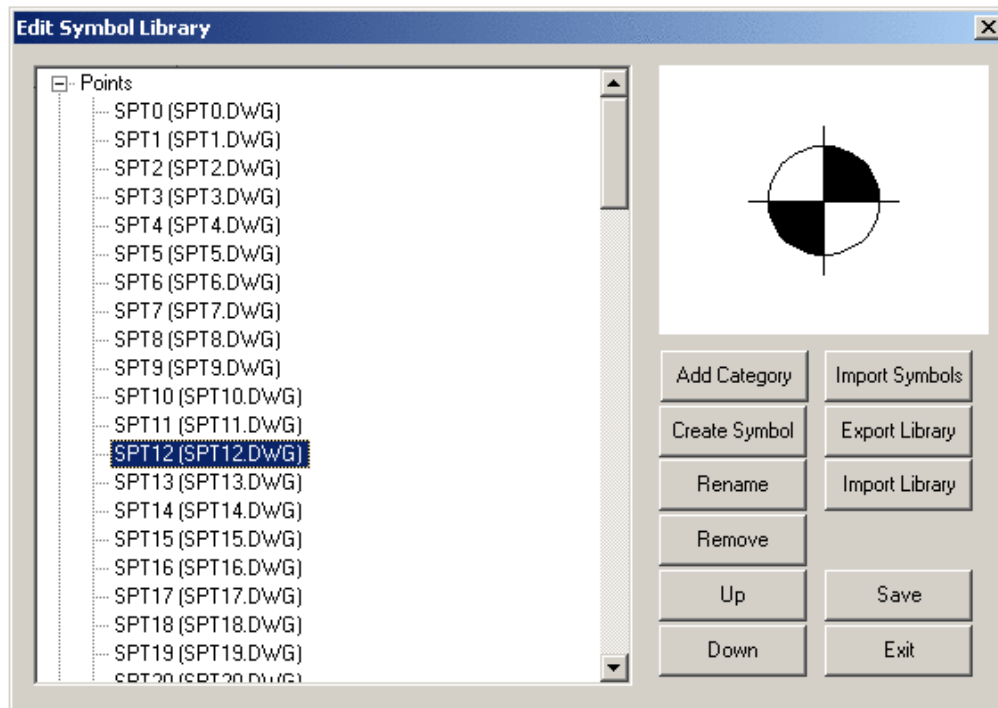 Edit Symbol Library
Points
SPT0 (SPT0.DWG)
SPT1 (SPT1.DWG)
SPT2 (SPT2.DWG)
SPT3 (SPT3.DWG)
SPT4 (SPT4.DWG)
SPT5 (SPT5.DWG)
SPT6 (SPT6.DWG)
SPT7 (SPT7.DWG)
SPT8 (SPT8.DWG)
SPT9 (SPT9.DWG)
SPT10 (SPT10.DWG)
SPT11 (SPT11.DWG)
SPT12 (SPT12.DWG)
SPT13 (SPT13.DWG)
SPT14 (SPT14.DWG)
SPT15 (SPT15.DWG)
SPT16 (SPT16.DWG)
SPT17 (SPT17.DWG)
SPT18 (SPT18.DWG)
SPT19 (SPT19.DWG)
SPT20 (SPT20.DWG)
Add Category
Import Symbols
Create Symbol
Export Library
Rename
Import Library
Remove
Up
Save
Down
Exit